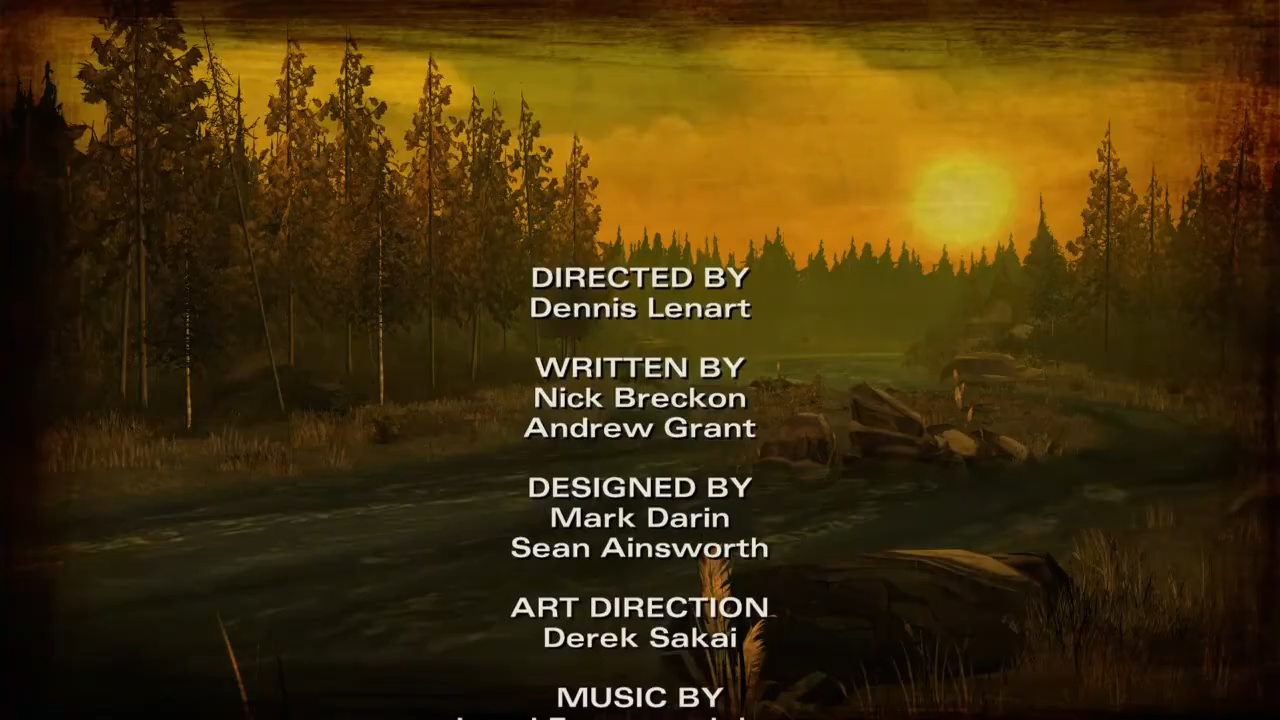 DIRECTED BY
Dennis Lenart
WRITTEN BY
Nick Breckon
Andrew Grant
DESIGNED BY
Mark Darin
Sean Ainsworth
ART DIRECTION
Derek Sakai
MUSIC BY